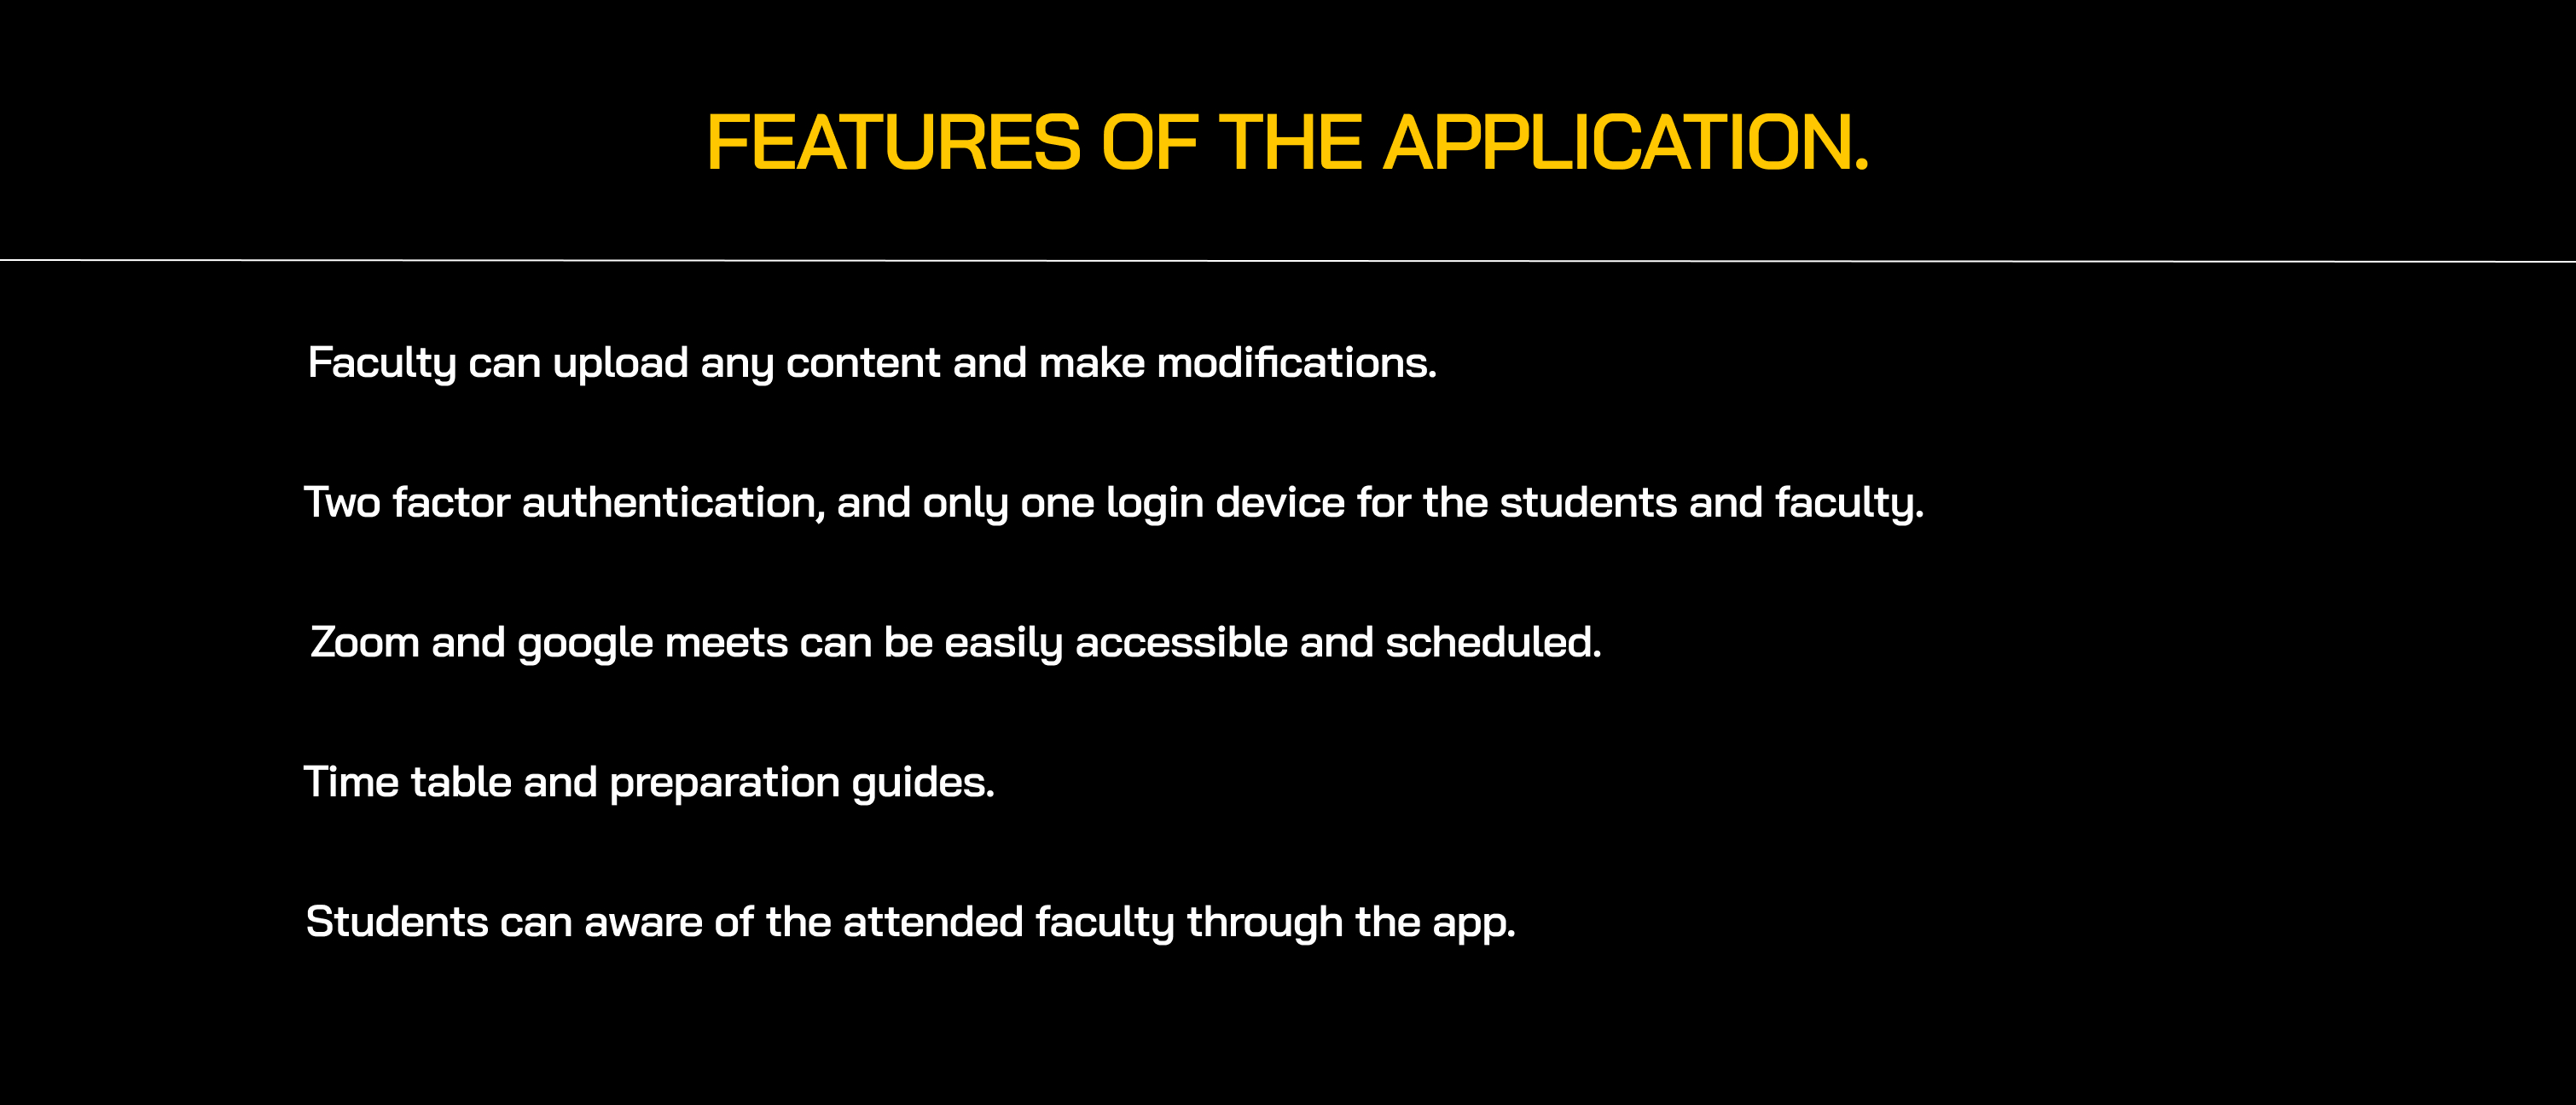 FEATURES OF THE APPLICATION.
Faculty can upload any content and make modifications.
Two factor authentication, and only one login device for the students and faculty.
Zoom and google meets can be easily accessible and scheduled.
Time table and preparation guides.
Students can aware of the attended faculty through the app.